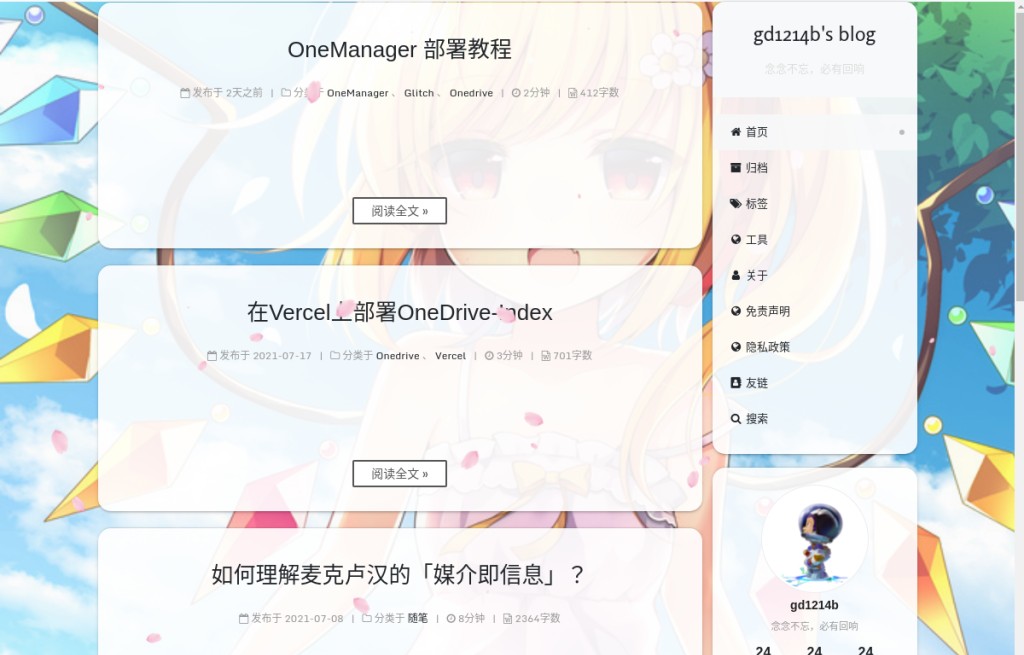 OneManager 部署教程
发布于 2天之前 | 分类于 OneManager 、 Glitch 、 Onedrive | 2分钟 | 412字数
阅读全文 »
在Vercel上部署OneDrive-Index
发布于 2021-07-17 | 分类于 Onedrive 、 Vercel | 3分钟 | 701字数
阅读全文 »
如何理解麦克卢汉的「媒介即信息」？
发布于 2021-07-08 | 分类于 随笔 | 8分钟 | 2364字数
gd1214b's blog
念念不忘，必有回响
首页
归档
标签
工具
关于
免责声明
隐私政策
友链
搜索
gd1214b
念念不忘，必有回响
24 24 24